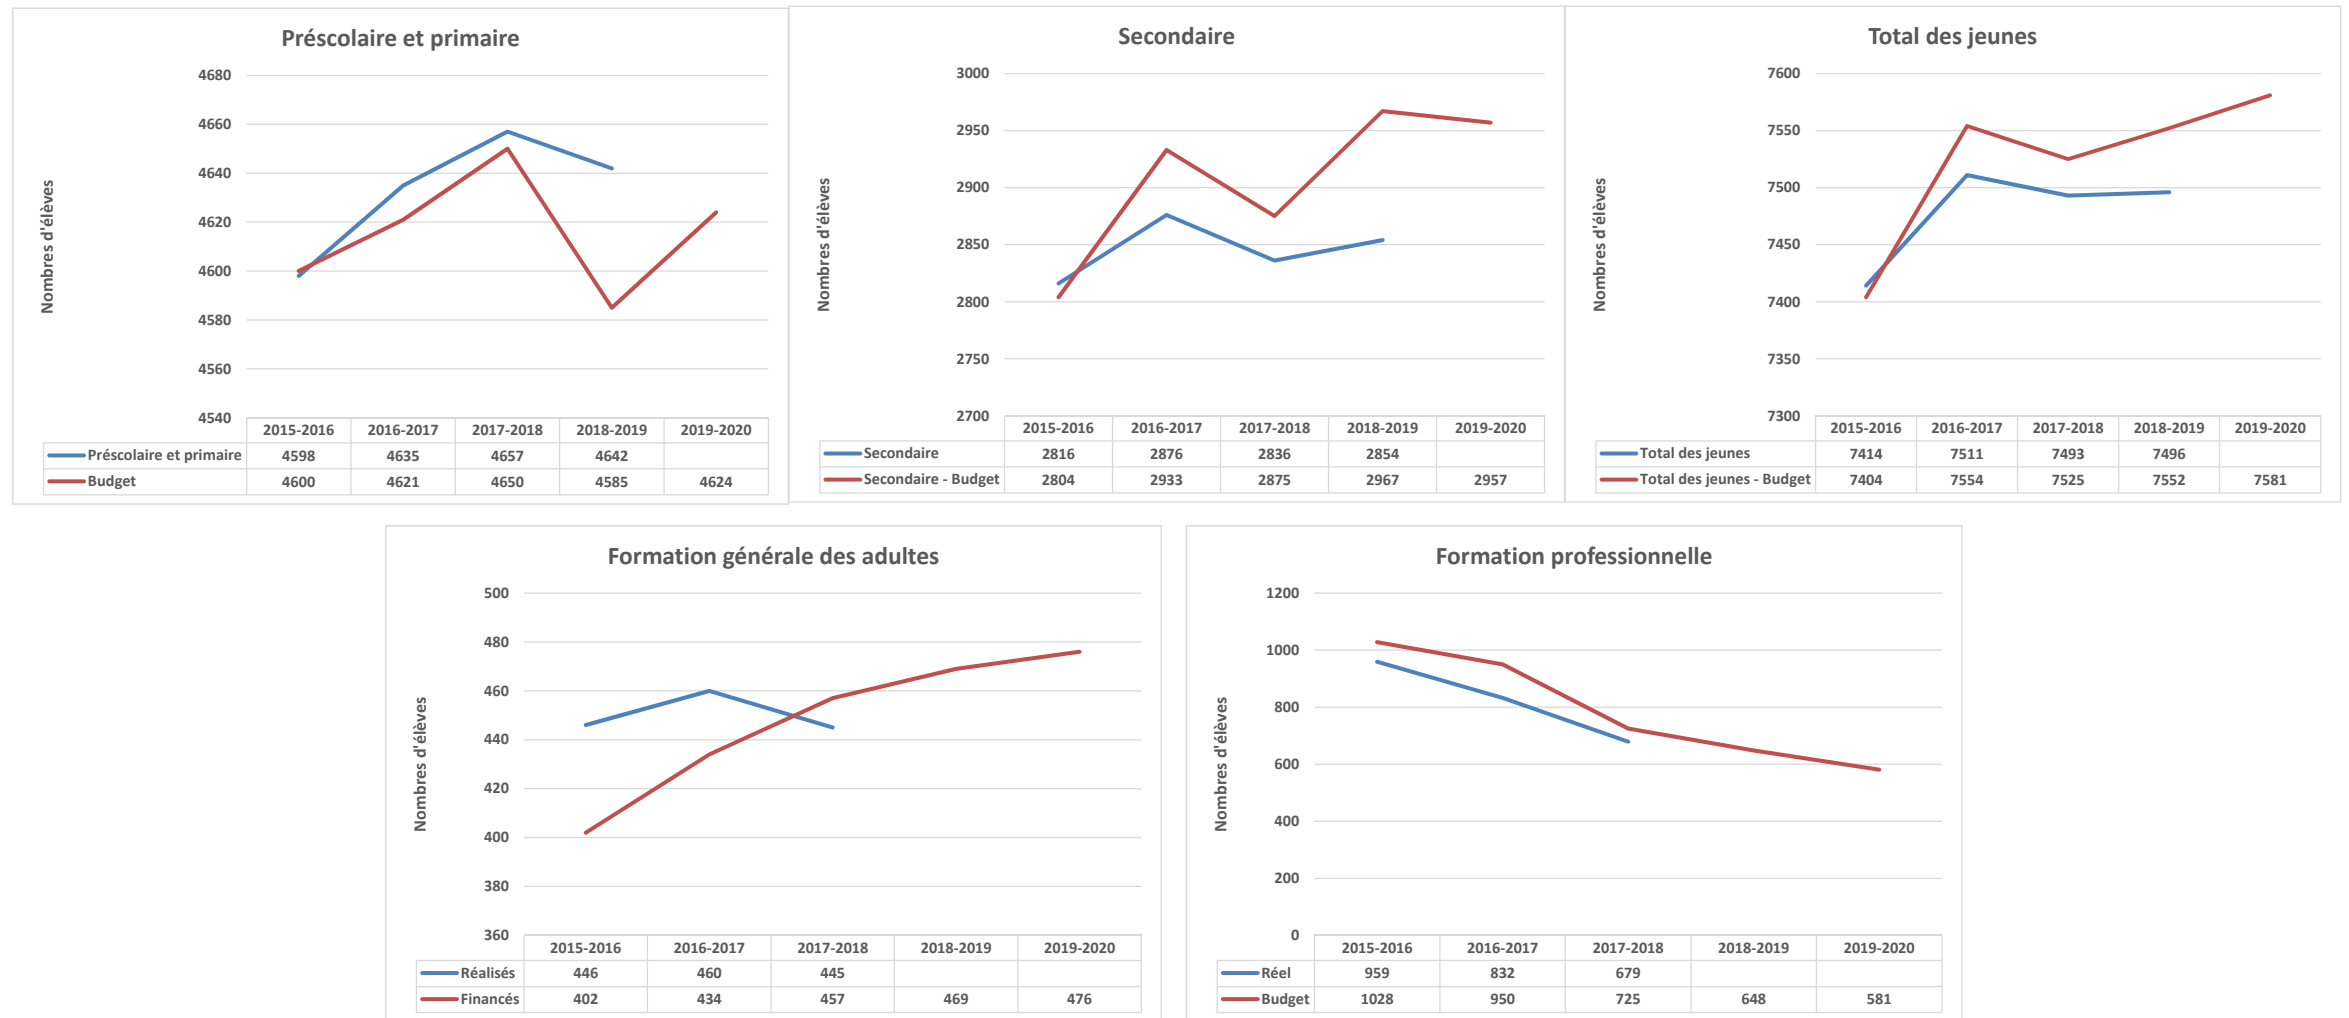 Préscolaire et primaire
Nombres d'élèves
4680
4660
4640
4620
4600
4580
4560
4540
2015-2016 2016-2017 2017-2018 2018-2019 2019-2020
Préscolaire et primaire 4598 4635 4657 4642
Budget 4600 4621 4650 4585 4624
Secondaire
Nombres d'élèves
3000
2950
2900
2850
2800
2750
2700
2015-2016 2016-2017 2017-2018 2018-2019 2019-2020
Secondaire 2816 2876 2836 2854
Secondaire - Budget 2804 2933 2875 2967 2957
Total des jeunes
Nombres d'élèves
7600
7550
7500
7450
7400
7350
7300
2015-2016 2016-2017 2017-2018 2018-2019 2019-2020
Total des jeunes 7414 7511 7493 7496
Total des jeunes - Budget 7404 7554 7525 7552 7581
Formation générale des adultes
Nombres d'élèves
500
480
460
440
420
400
380
360
2015-2016 2016-2017 2017-2018 2018-2019 2019-2020
Réalisés 446 460 445
Financés 402 434 457 469 476
Formation professionnelle
Nombres d'élèves
1200
1000
800
600
400
200
0
2015-2016 2016-2017 2017-2018 2018-2019 2019-2020
Réel 959 832 679
Budget 1028 950 725 648 581